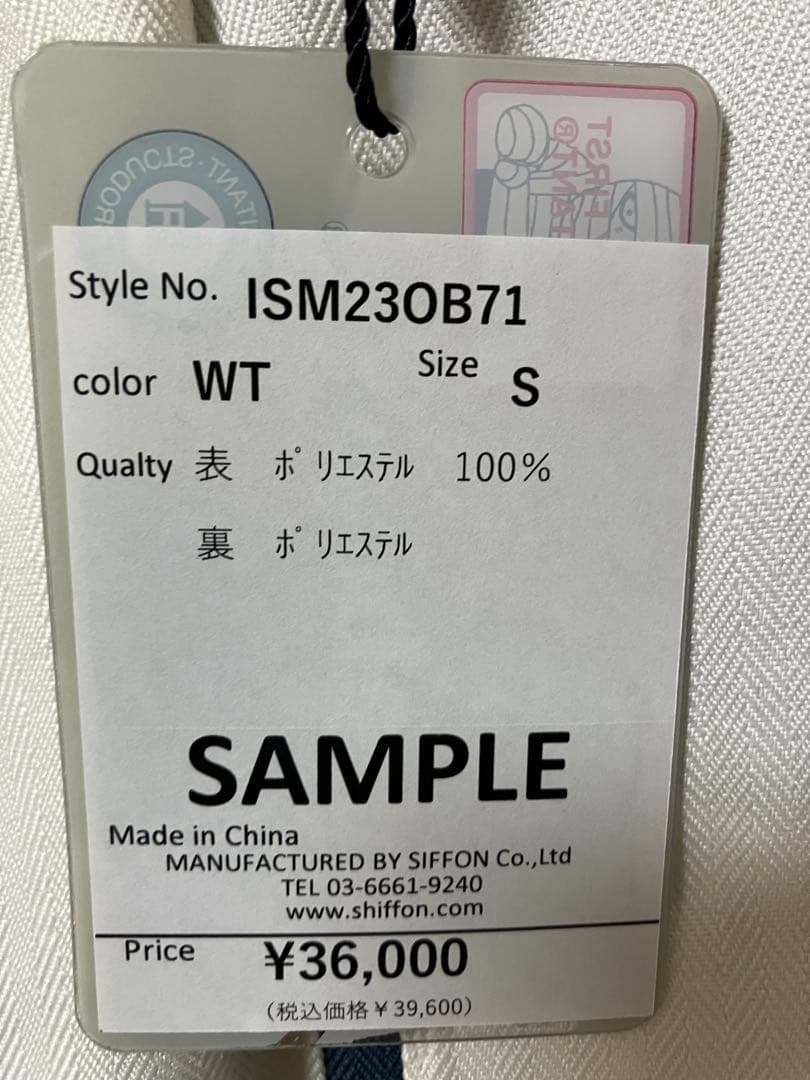 Style No. ISM23OB71
color WT Size S
Qualty 表 ﾎﾟﾘｴｽﾃﾙ 100%
裏 ﾎﾟﾘｴｽﾃﾙ
SAMPLE
Made in China
MANUFACTURED BY SIFFON Co.,Ltd
TEL 03-6661-9240
www.shiffon.com
Price ¥36,000
(税込価格¥39,600)